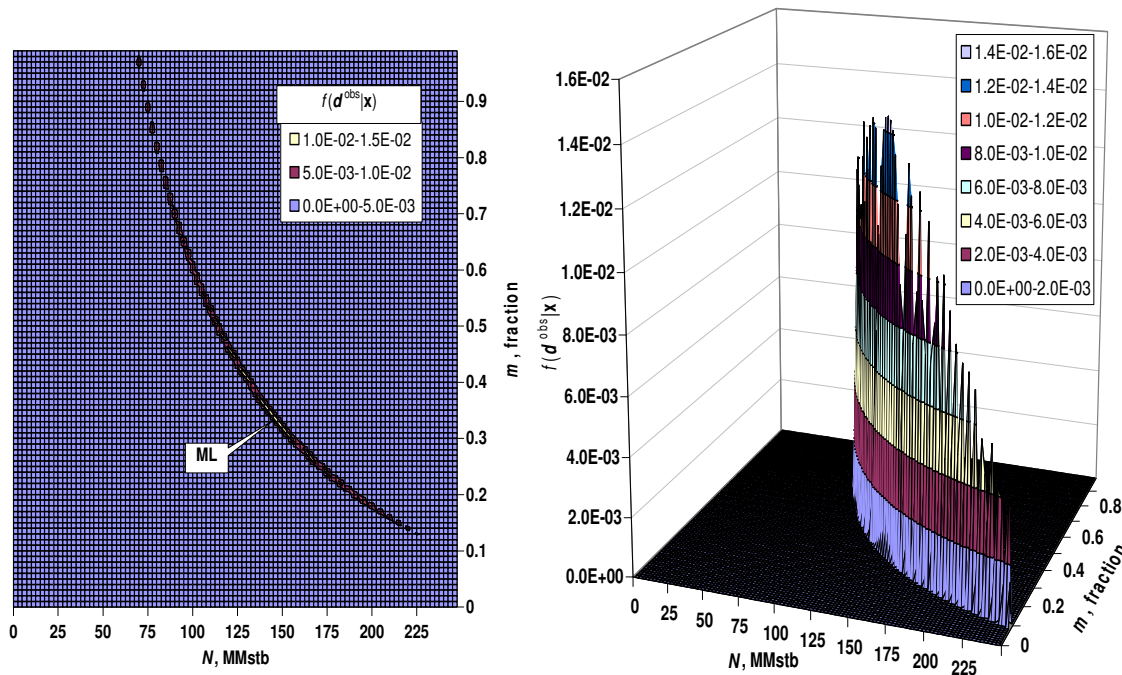 f(d obs|x)
1.0E-02-1.5E-02
5.0E-03-1.0E-02
0.0E+00-5.0E-03
ML
0.9
0.8
0.7
0.6
0.5
0.4
0.3
0.2
0.1
0
m , fraction
0 25 50 75 100 125 150 175 200 225
N, MMstb
1.4E-02-1.6E-02
1.2E-02-1.4E-02
1.0E-02-1.2E-02
8.0E-03-1.0E-02
6.0E-03-8.0E-03
4.0E-03-6.0E-03
2.0E-03-4.0E-03
0.0E+00-2.0E-03
1.6E-02
1.4E-02
1.2E-02
1.0E-02
8.0E-03
6.0E-03
4.0E-03
2.0E-03
0.0E+00
f(d obs|x)
0 25 50 75 100 125 150 175 200 225
N, MMstb
0.8
0.6
0.4
0.2
0
m , fraction